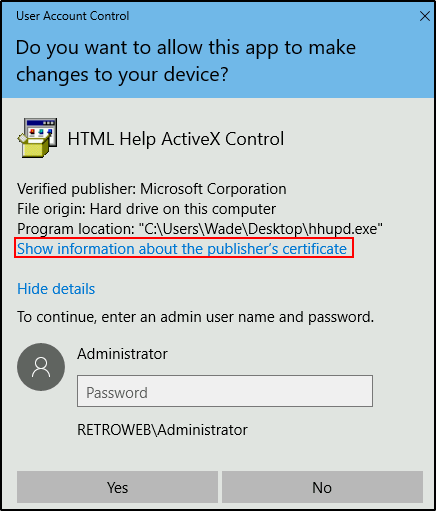 User Account Control
Do you want to allow this app to make
changes to your device?
HTML Help ActiveX Control
Verified publisher: Microsoft Corporation
File origin: Hard drive on this computer
Program location: "C:\Users\Wade\Desktop\hhupd.exe"
Show information about the publisher's certificate
Hide details
To continue, enter an admin user name and password.
Administrator
Password
RETROWEB\Administrator
Yes
No